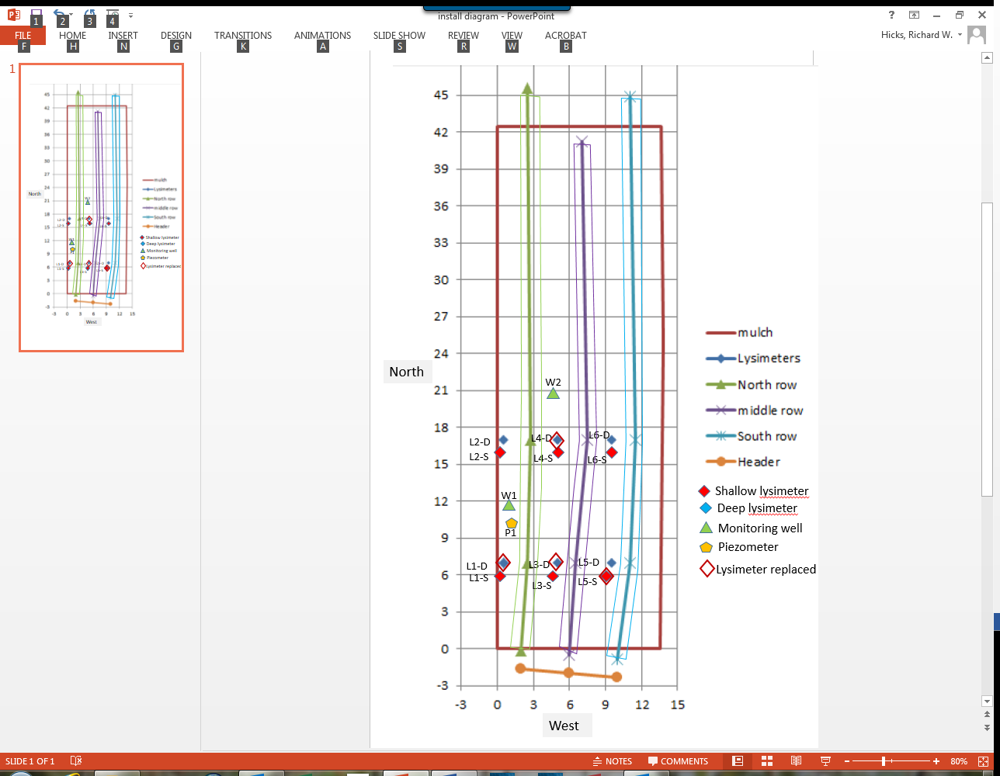 install diagram - PowerPoint
?
1 2 3 4
FILE HOME INSERT DESIGN TRANSITIONS ANIMATIONS SLIDE SHOW REVIEW VIEW ACROBAT
Hicks, Richard W.
F H N G K A S R W B
1
45
42
39
36
33
30
27
24
21
18
15
12
9
6
3
0
-3
-3 0 3 6 9 12 15
North
West
W2
L2-D
L2-S
L4-D
L4-S
L6-D
L6-S
W1
P1
L1-D
L1-S
L3-D
L3-S
L5-D
L5-S
mulch
Lysimeters
North row
middle row
South row
Header
Shallow lysimeter
Deep lysimeter
Monitoring well
Piezometer
Lysimeter replaced
SLIDE 1 OF 1
NOTES
COMMENTS
80%